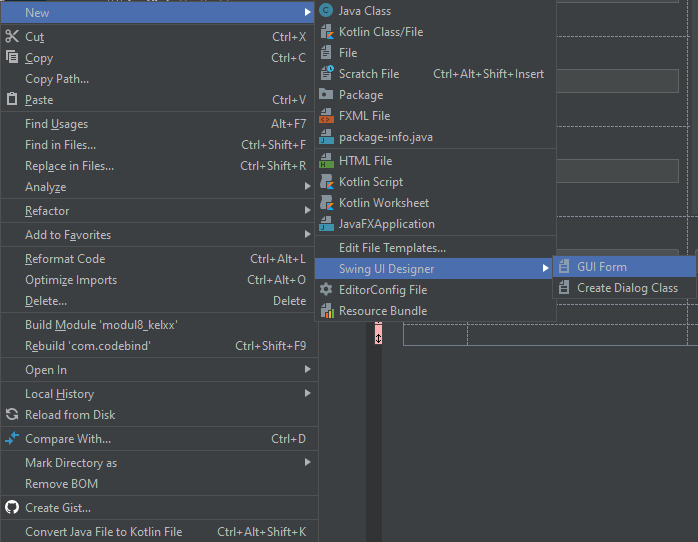 New
Cut Ctrl+X
Copy Ctrl+C
Copy Path...
Paste Ctrl+V
Find Usages Alt+F7
Find in Files... Ctrl+Shift+F
Replace in Files... Ctrl+Shift+R
Analyze
Refactor
Add to Favorites
Reformat Code Ctrl+Alt+L
Optimize Imports Ctrl+Alt+O
Delete... Delete
Build Module 'modul8_kelxx'
Rebuild 'com.codebind' Ctrl+Shift+F9
Open In
Local History
Reload from Disk
Compare With... Ctrl+D
Mark Directory as
Remove BOM
Create Gist...
Convert Java File to Kotlin File Ctrl+Alt+Shift+K
Java Class
Kotlin Class/File
File
Scratch File Ctrl+Alt+Shift+Insert
Package
FXML File
package-info.java
HTML File
Kotlin Script
Kotlin Worksheet
JavaFXApplication
Edit File Templates...
Swing UI Designer
EditorConfig File
Resource Bundle
GUI Form
Create Dialog Class